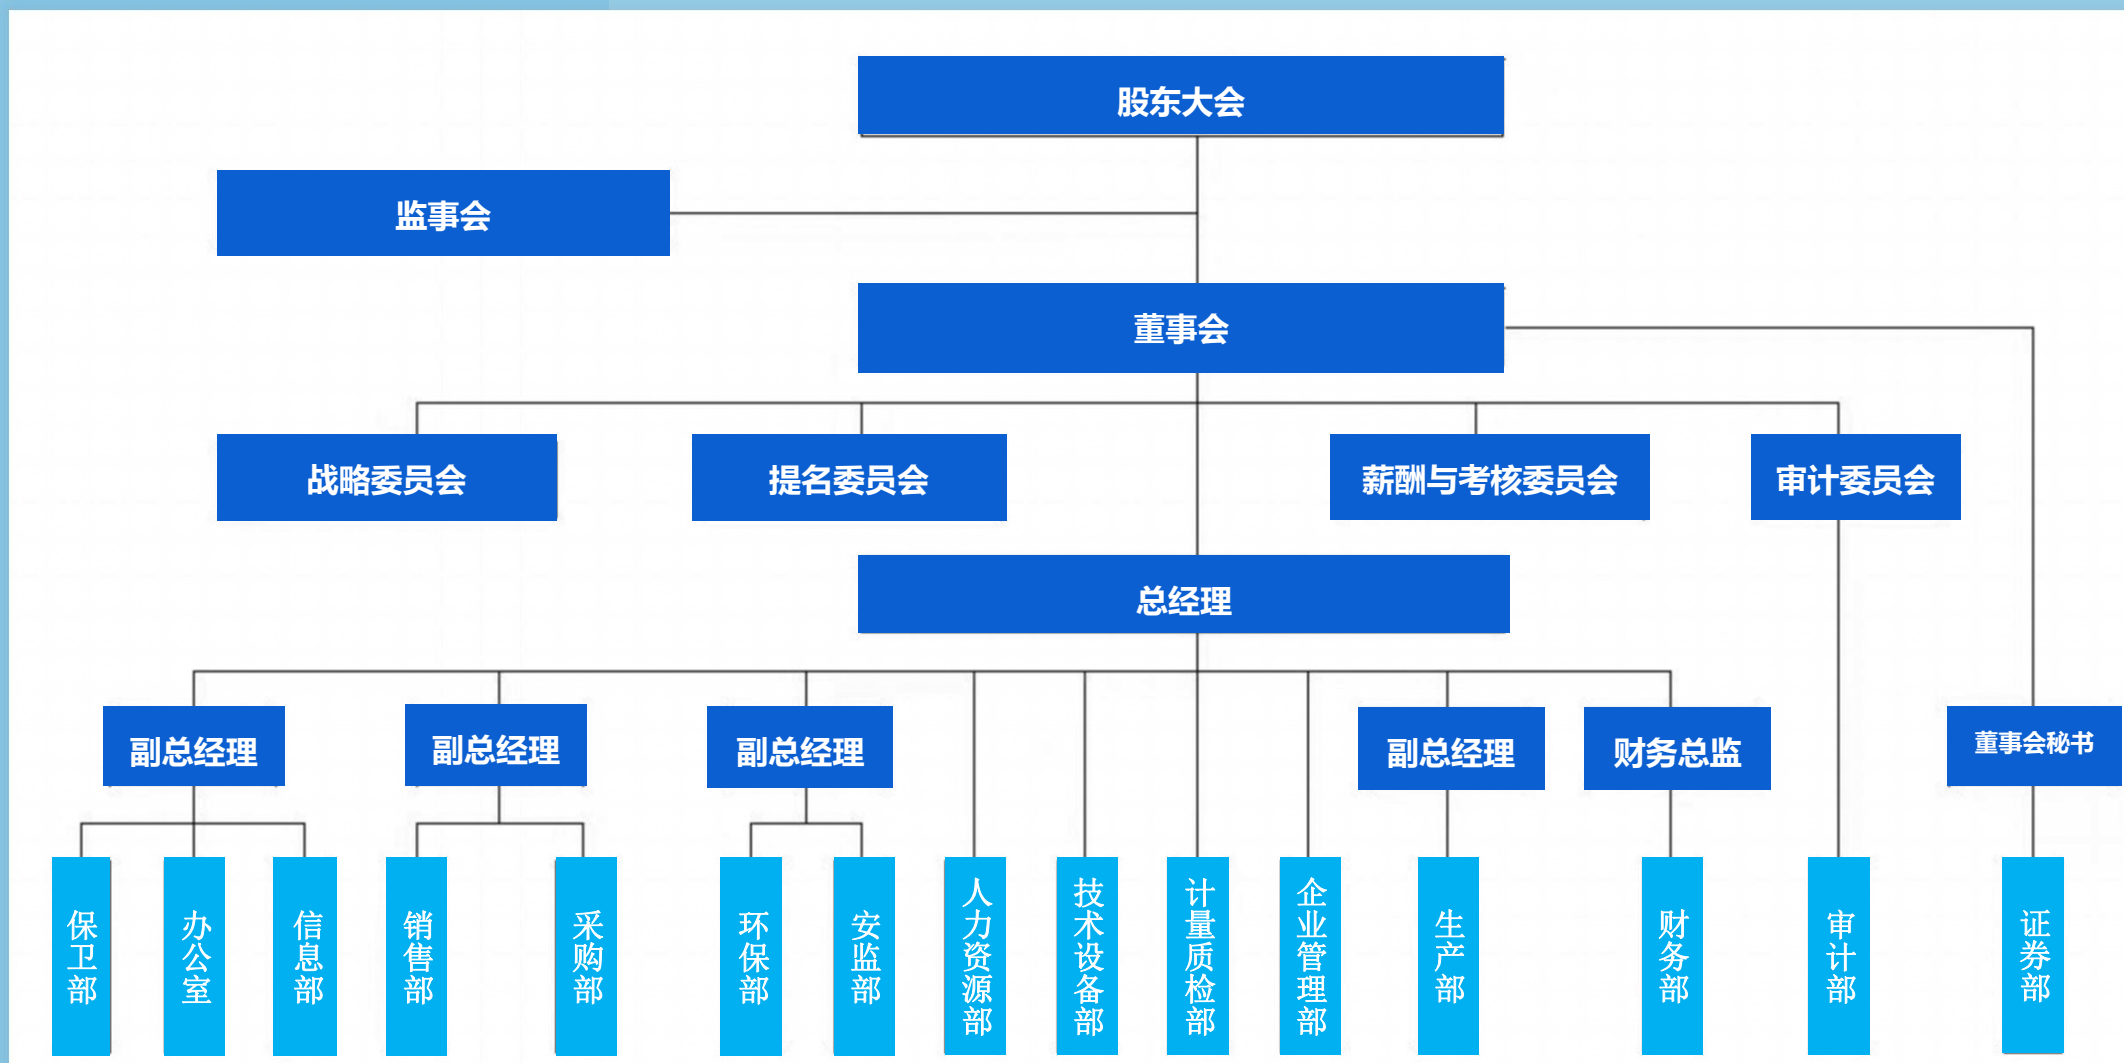 股东大会
监事会
董事会
战略委员会
提名委员会
薪酬与考核委员会
审计委员会
总经理
副总经理
副总经理
副总经理
副总经理
财务总监
董事会秘书
保卫部
办公室
信息部
销售部
采购部
环保部
安监部
人力资源部
技术设备部
计量质检部
企业管理部
生产部
财务部
审计部
证券部